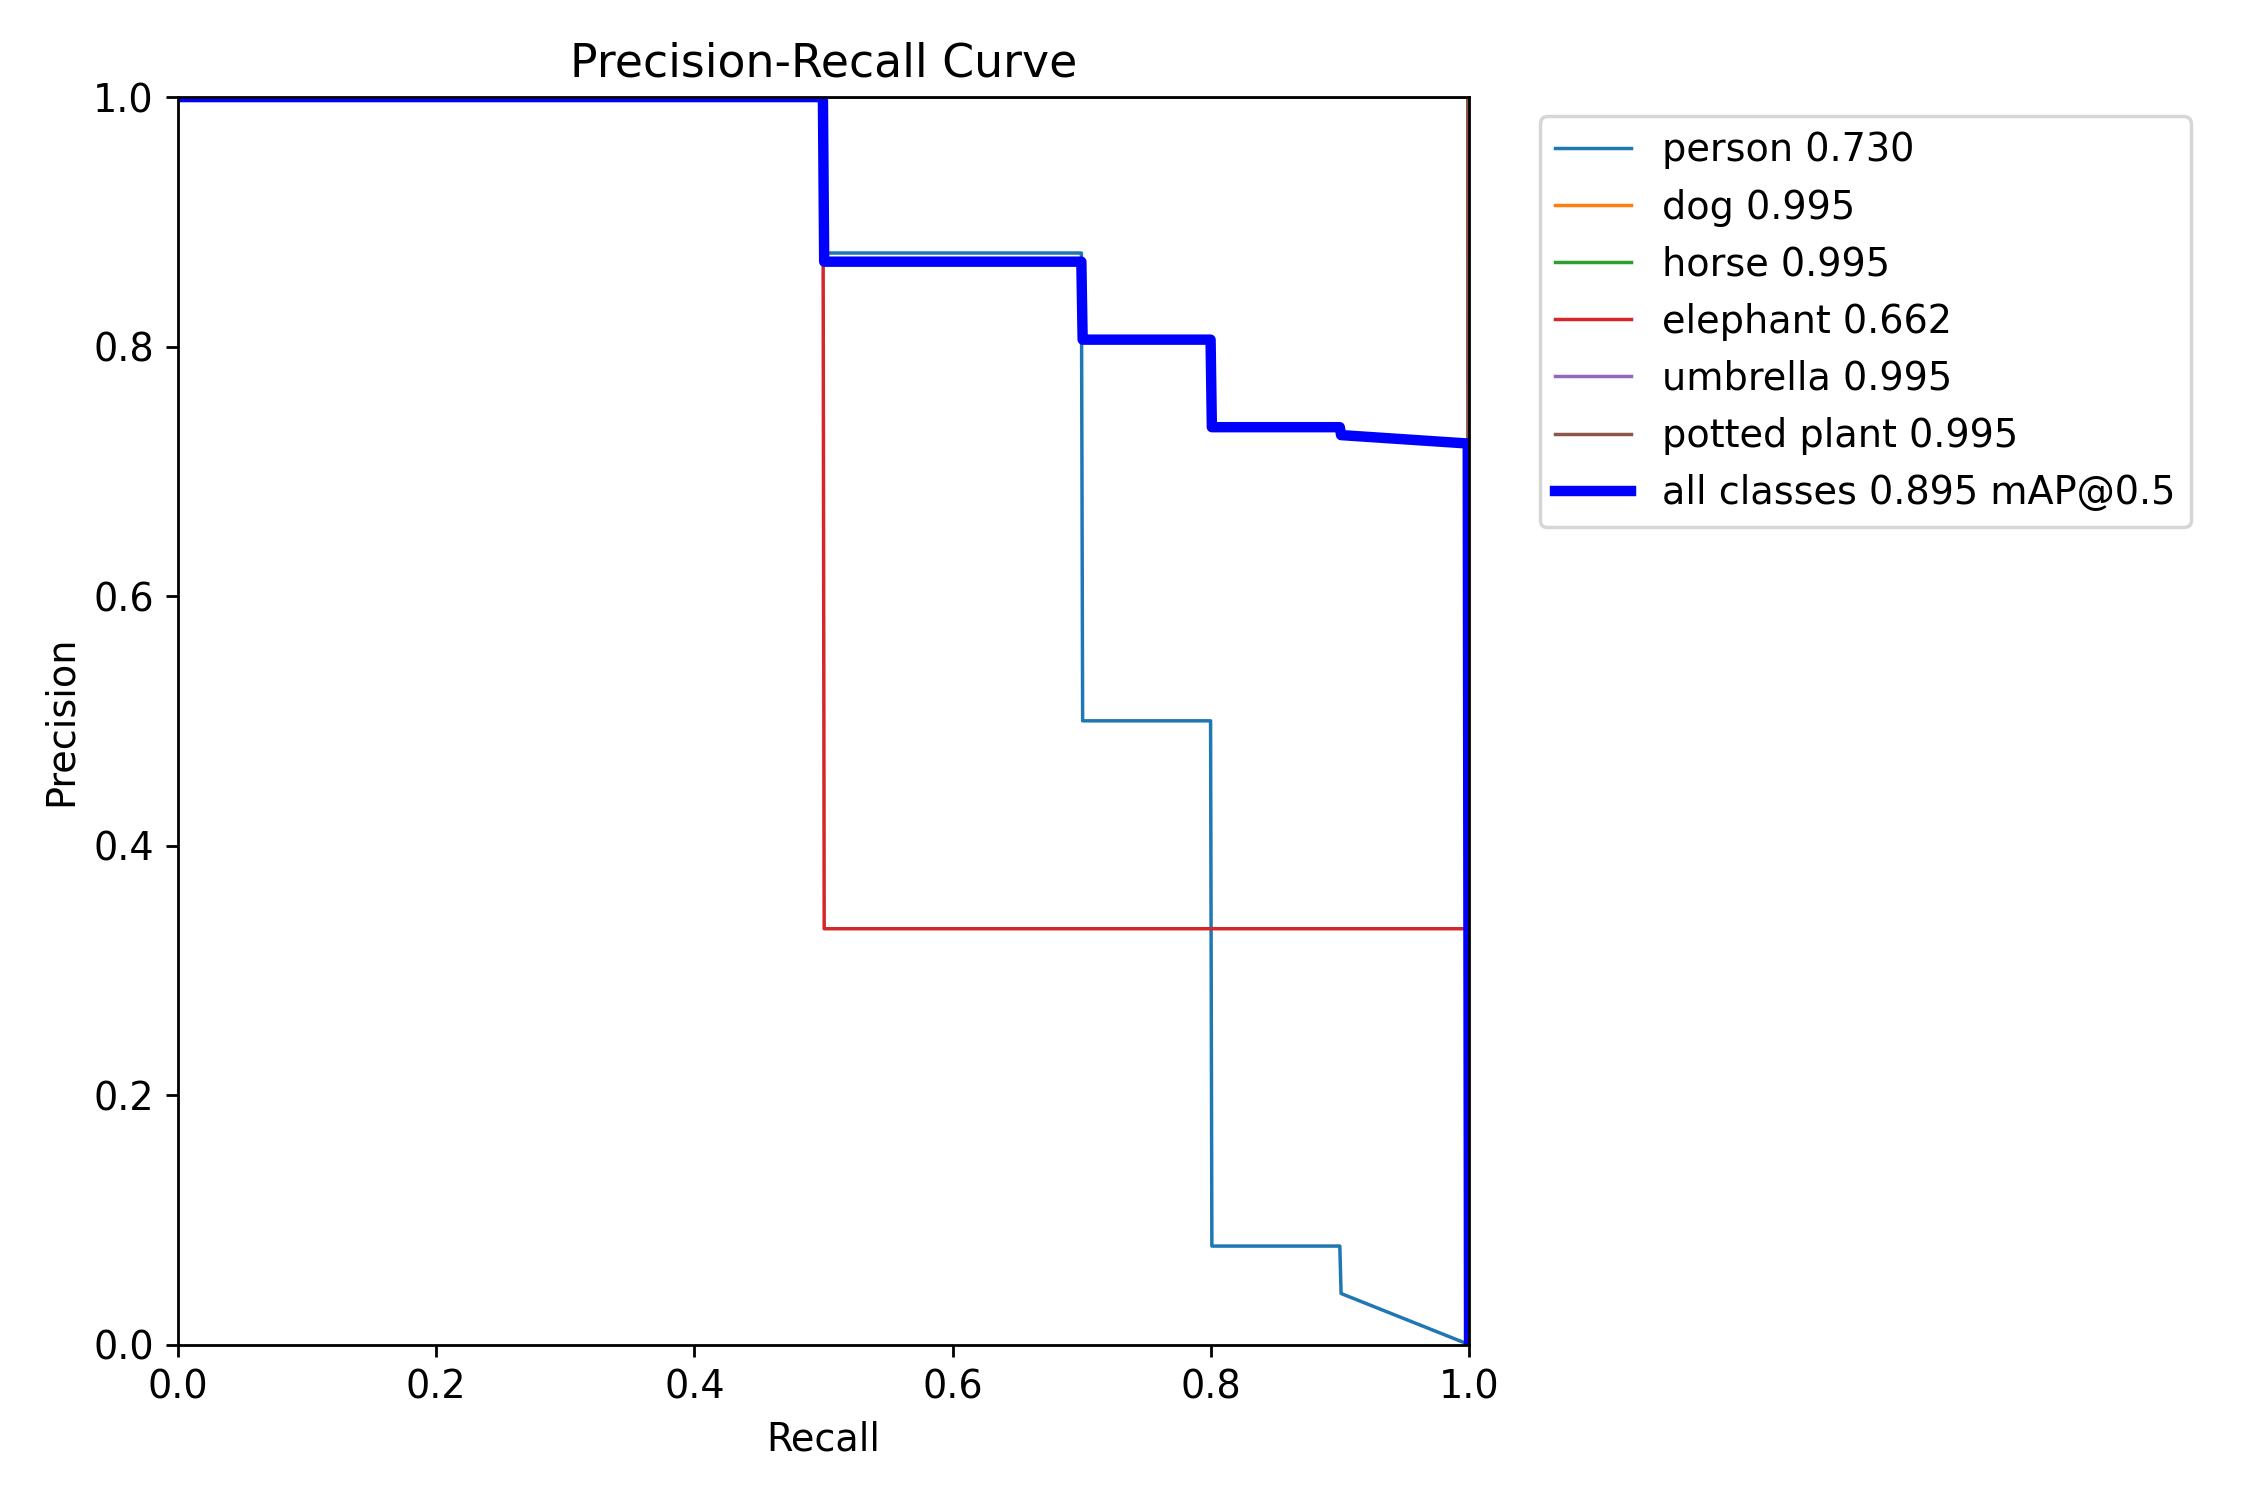 Precision-Recall Curve
1.0
0.8
0.6
0.4
0.2
0.0
Precision
0.0 0.2 0.4 0.6 0.8 1.0
Recall
person 0.730
dog 0.995
horse 0.995
elephant 0.662
umbrella 0.995
potted plant 0.995
all classes 0.895 mAP@0.5